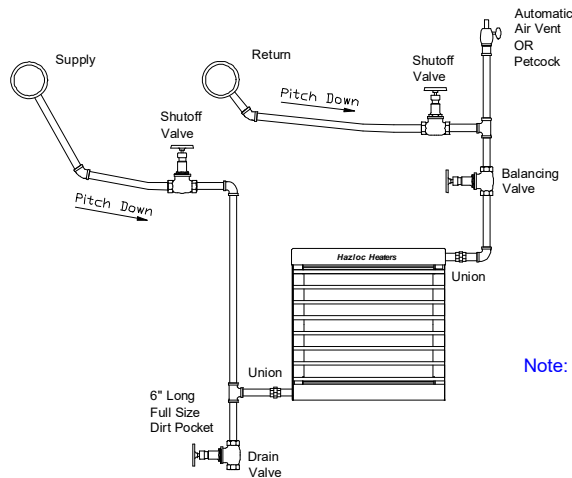 Supply
Return
Automatic
Air Vent
OR
Petcock
Shutoff
Valve
Pitch Down
Shutoff
Valve
Pitch Down
Balancing
Valve
Hazloc Heaters
Union
Union
Note:
6" Long
Full Size
Dirt Pocket
Drain
Valve